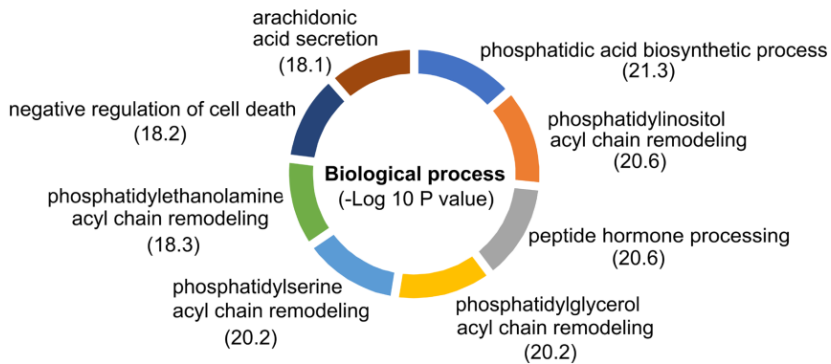 arachidonic
acid secretion
(18.1)
phosphatidic acid biosynthetic process
(21.3)
negative regulation of cell death
(18.2)
phosphatidylinositol
acyl chain remodeling
(20.6)
Biological process
(-Log 10 P value)
phosphatidylethanolamine
acyl chain remodeling
(18.3)
peptide hormone processing
(20.6)
phosphatidylserine
acyl chain remodeling
(20.2)
phosphatidylglycerol
acyl chain remodeling
(20.2)